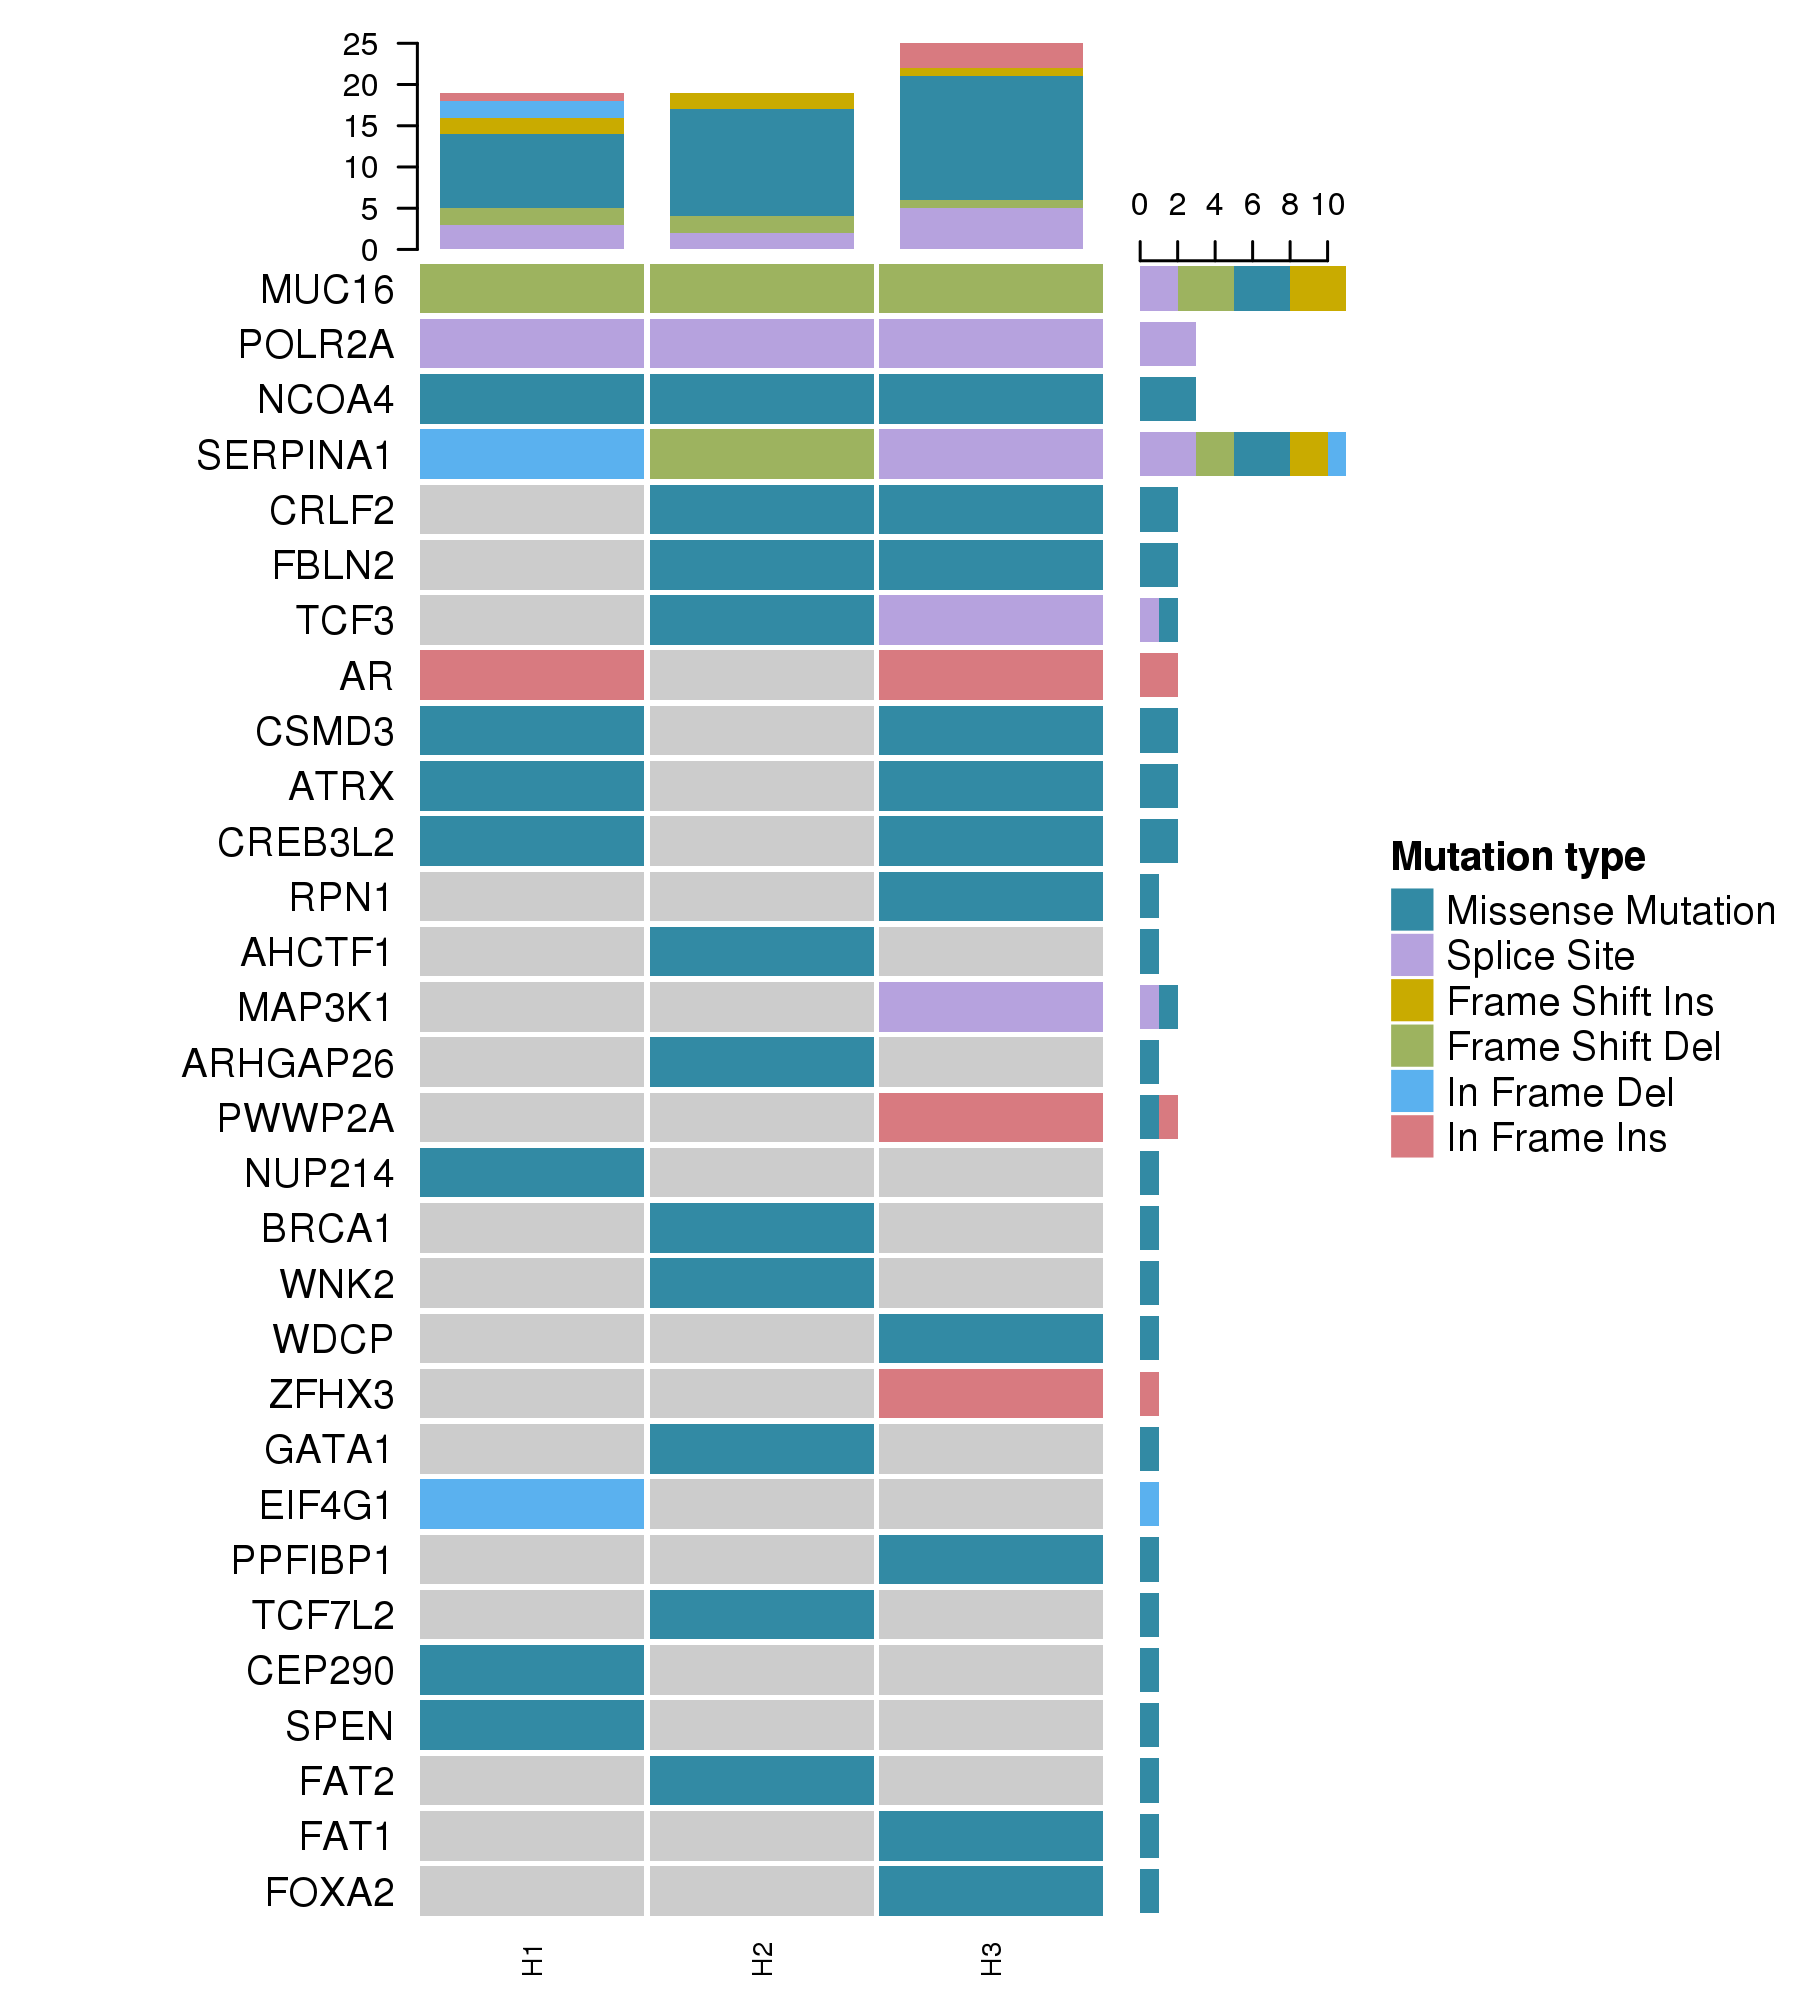 25
20
15
10
5
0
0 2 4 6 8 10
MUC16
POLR2A
NCOA4
SERPINA1
CRLF2
FBLN2
TCF3
AR
CSMD3
ATRX
CREB3L2
RPN1
AHCTF1
MAP3K1
ARHGAP26
PWWP2A
NUP214
BRCA1
WNK2
WDCP
ZFHX3
GATA1
EIF4G1
PPFIBP1
TCF7L2
CEP290
SPEN
FAT2
FAT1
FOXA2
H1 H2 H3
Mutation type
Missense Mutation
Splice Site
Frame Shift Ins
Frame Shift Del
In Frame Del
In Frame Ins